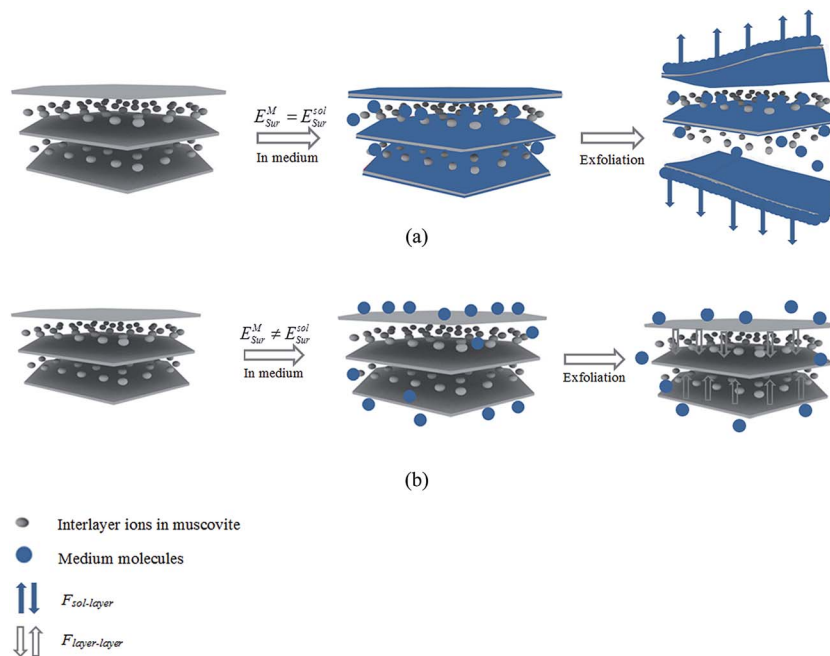 E^M_Sur = E^sol_Sur
In medium
Exfoliation
(a)
E^M_Sur ≠ E^sol_Sur
In medium
Exfoliation
(b)
Interlayer ions in muscovite
Medium molecules
F_sol-layer
F_layer-layer